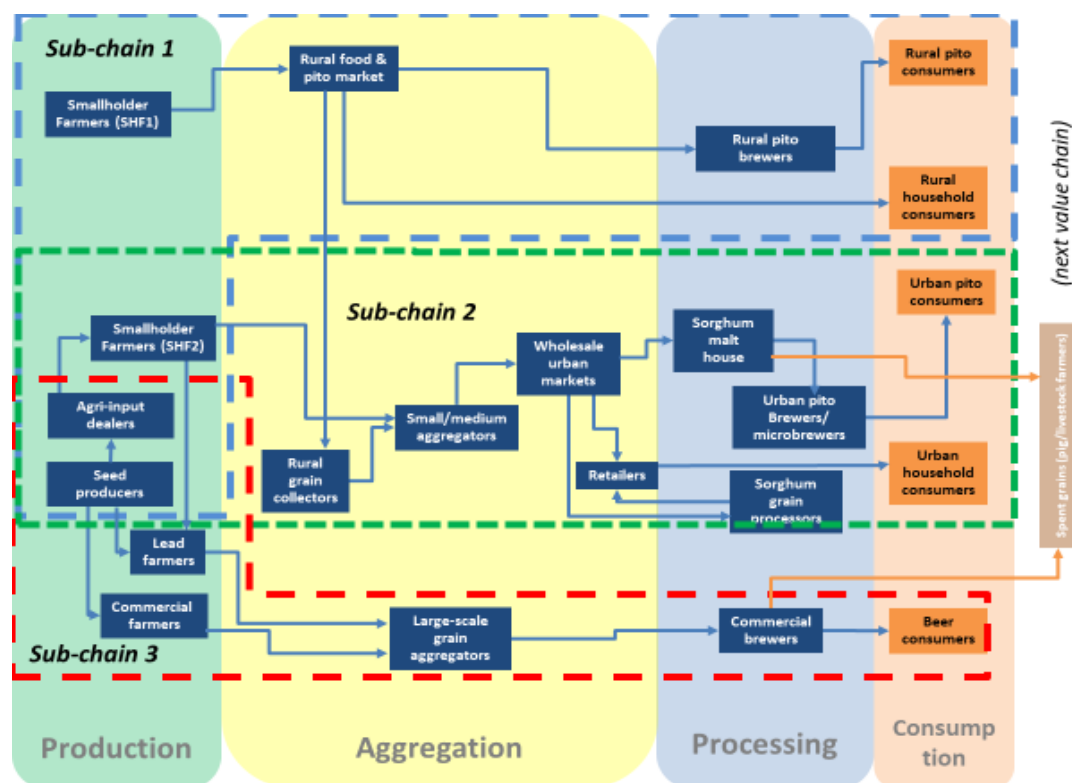 Sub-chain 1
Smallholder
Farmers (SHF1)
Rural food &
pito market
Rural pito
brewers
Rural pito
consumers
Rural
household
consumers
Sub-chain 2
Smallholder
Farmers (SHF2)
Agri-input
dealers
Seed
producers
Rural
grain
collectors
Small/medium
aggregators
Wholesale
urban
markets
Retailers
Sorghum
malt
house
Urban pito
Brewers/
microbrewers
Sorghum
grain
processors
Urban pito
consumers
Urban
household
consumers
Lead
farmers
Commercial
farmers
Sub-chain 3
Large-scale
grain
aggregators
Commercial
brewers
Beer
consumers
(next value chain)
Spent grains (pig/livestock farmers)
Production
Aggregation
Processing
Consump
tion